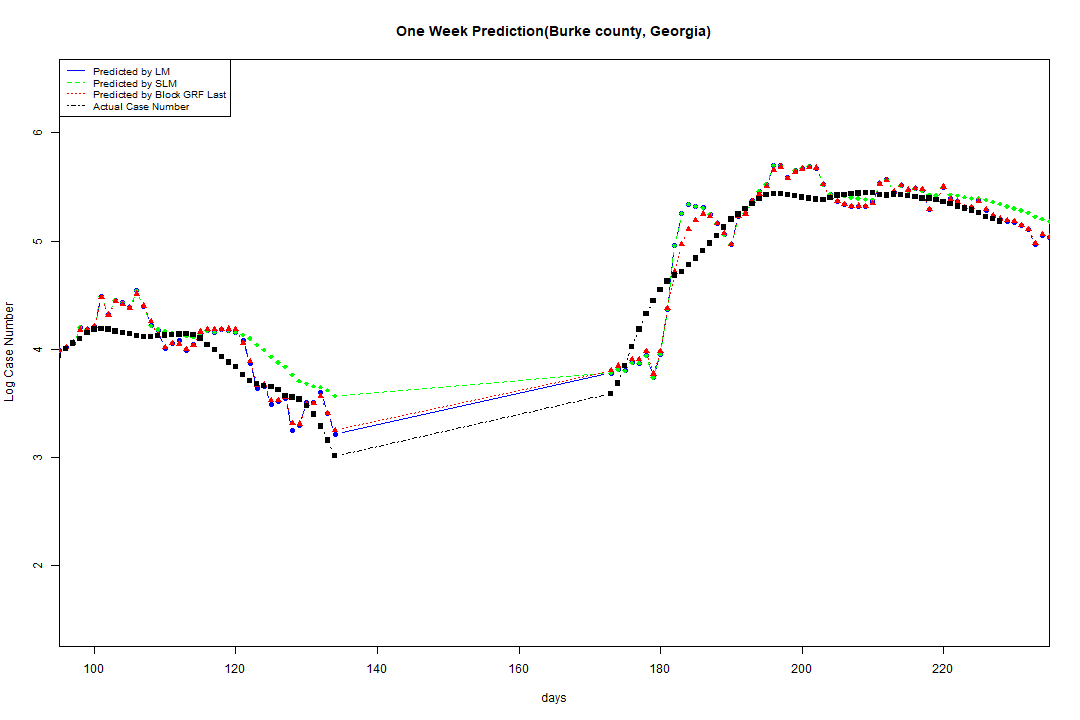 One Week Prediction(Burke county, Georgia)
Predicted by LM
Predicted by SLM
Predicted by Block GRF Last
Actual Case Number
6
5
4
3
2
Log Case Number
100 120 140 160 180 200 220
days